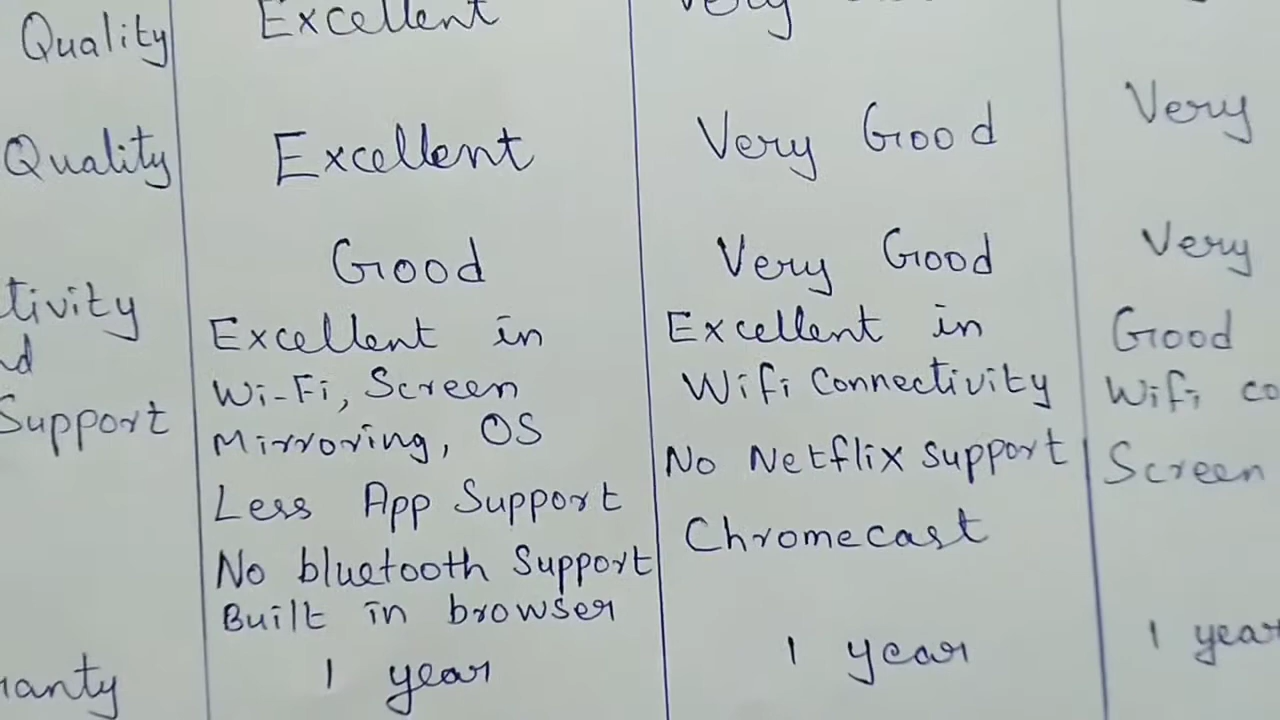 Quality Excellent Very
Quality Excellent Very Good Very
Good Very Good Very
tivity Excellent in Excellent in Good
Wi-Fi, Screen Wifi Connectivity Wifi co
Support Mirroring, OS No Netflix support Screen
Less App Support Chromecast
No bluetooth Support
Built in browser
ranty 1 year 1 year 1 year